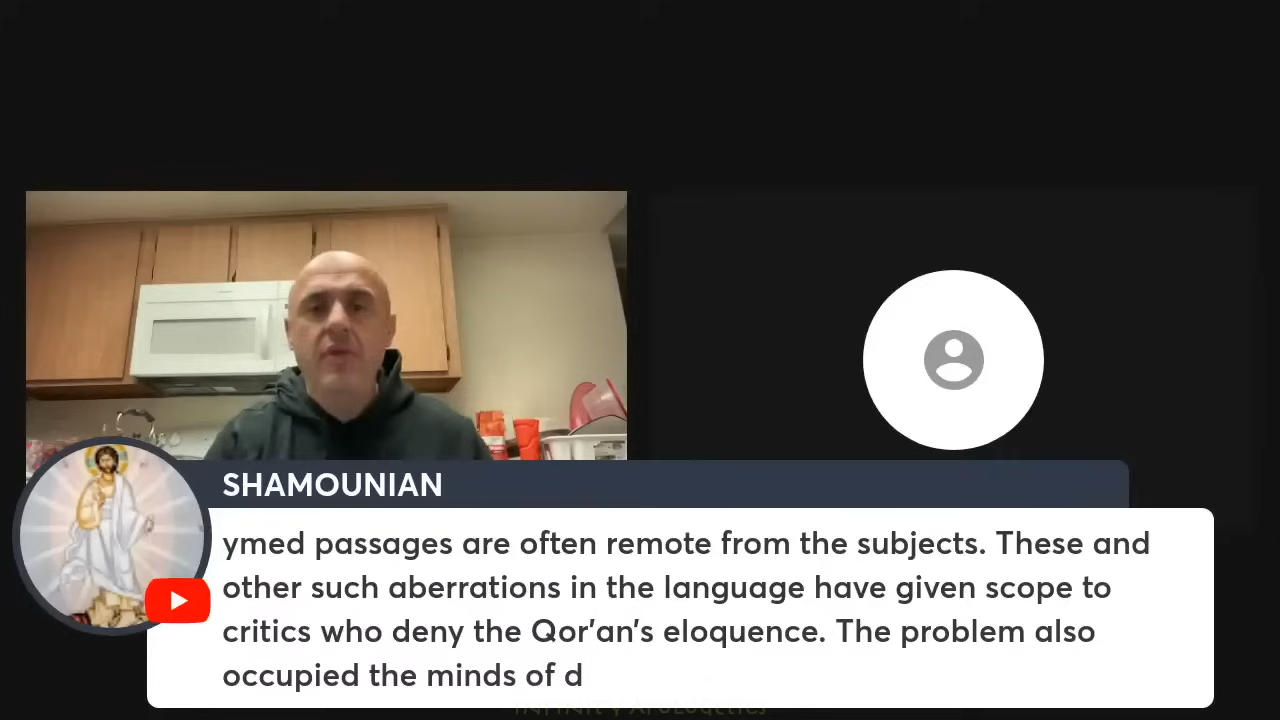 SHAMOUNIAN
ymed passages are often remote from the subjects. These and
other such aberrations in the language have given scope to
critics who deny the Qor'an's eloquence. The problem also
occupied the minds of d